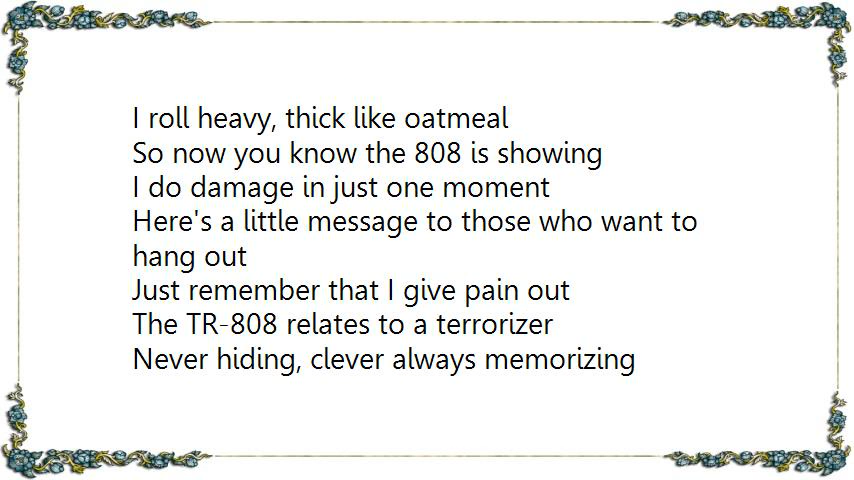 I roll heavy, thick like oatmeal
So now you know the 808 is showing
I do damage in just one moment
Here's a little message to those who want to
hang out
Just remember that I give pain out
The TR-808 relates to a terrorizer
Never hiding, clever always memorizing